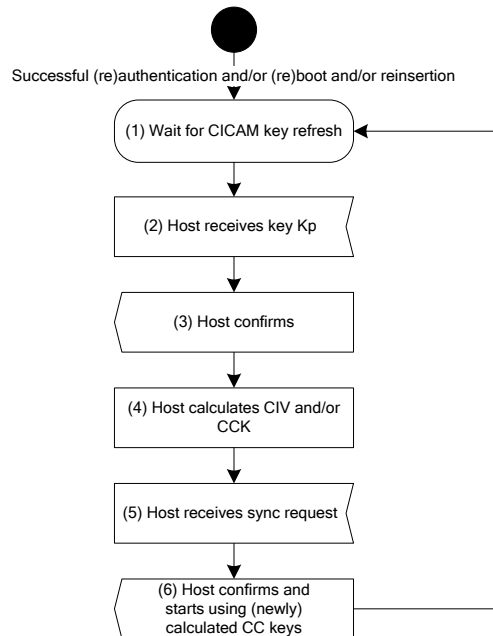 Successful (re)authentication and/or (re)boot and/or reinsertion
(1) Wait for CICAM key refresh
(2) Host receives key Kp
(3) Host confirms
(4) Host calculates CIV and/or
CCK
(5) Host receives sync request
(6) Host confirms and
starts using (newly)
calculated CC keys